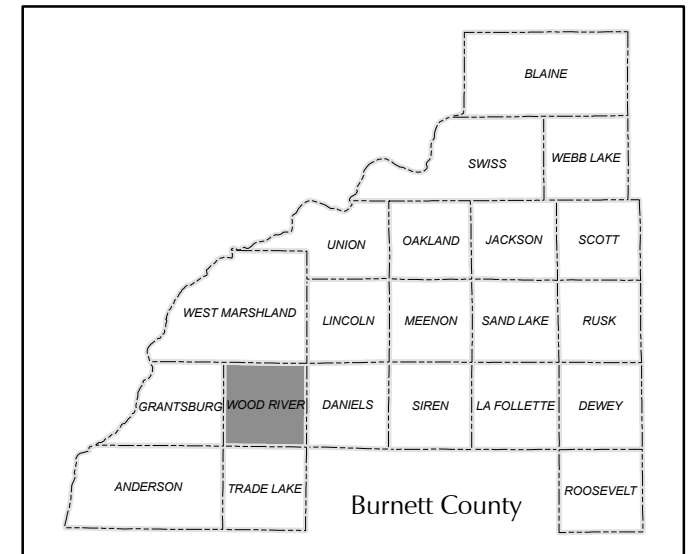 BLAINE
SWISS
WEBB LAKE
UNION
OAKLAND
JACKSON
SCOTT
WEST MARSHLAND
LINCOLN
MEENON
SAND LAKE
RUSK
GRANTSBURG
WOOD RIVER
DANIELS
SIREN
LA FOLLETTE
DEWEY
ANDERSON
TRADE LAKE
ROOSEVELT
Burnett County